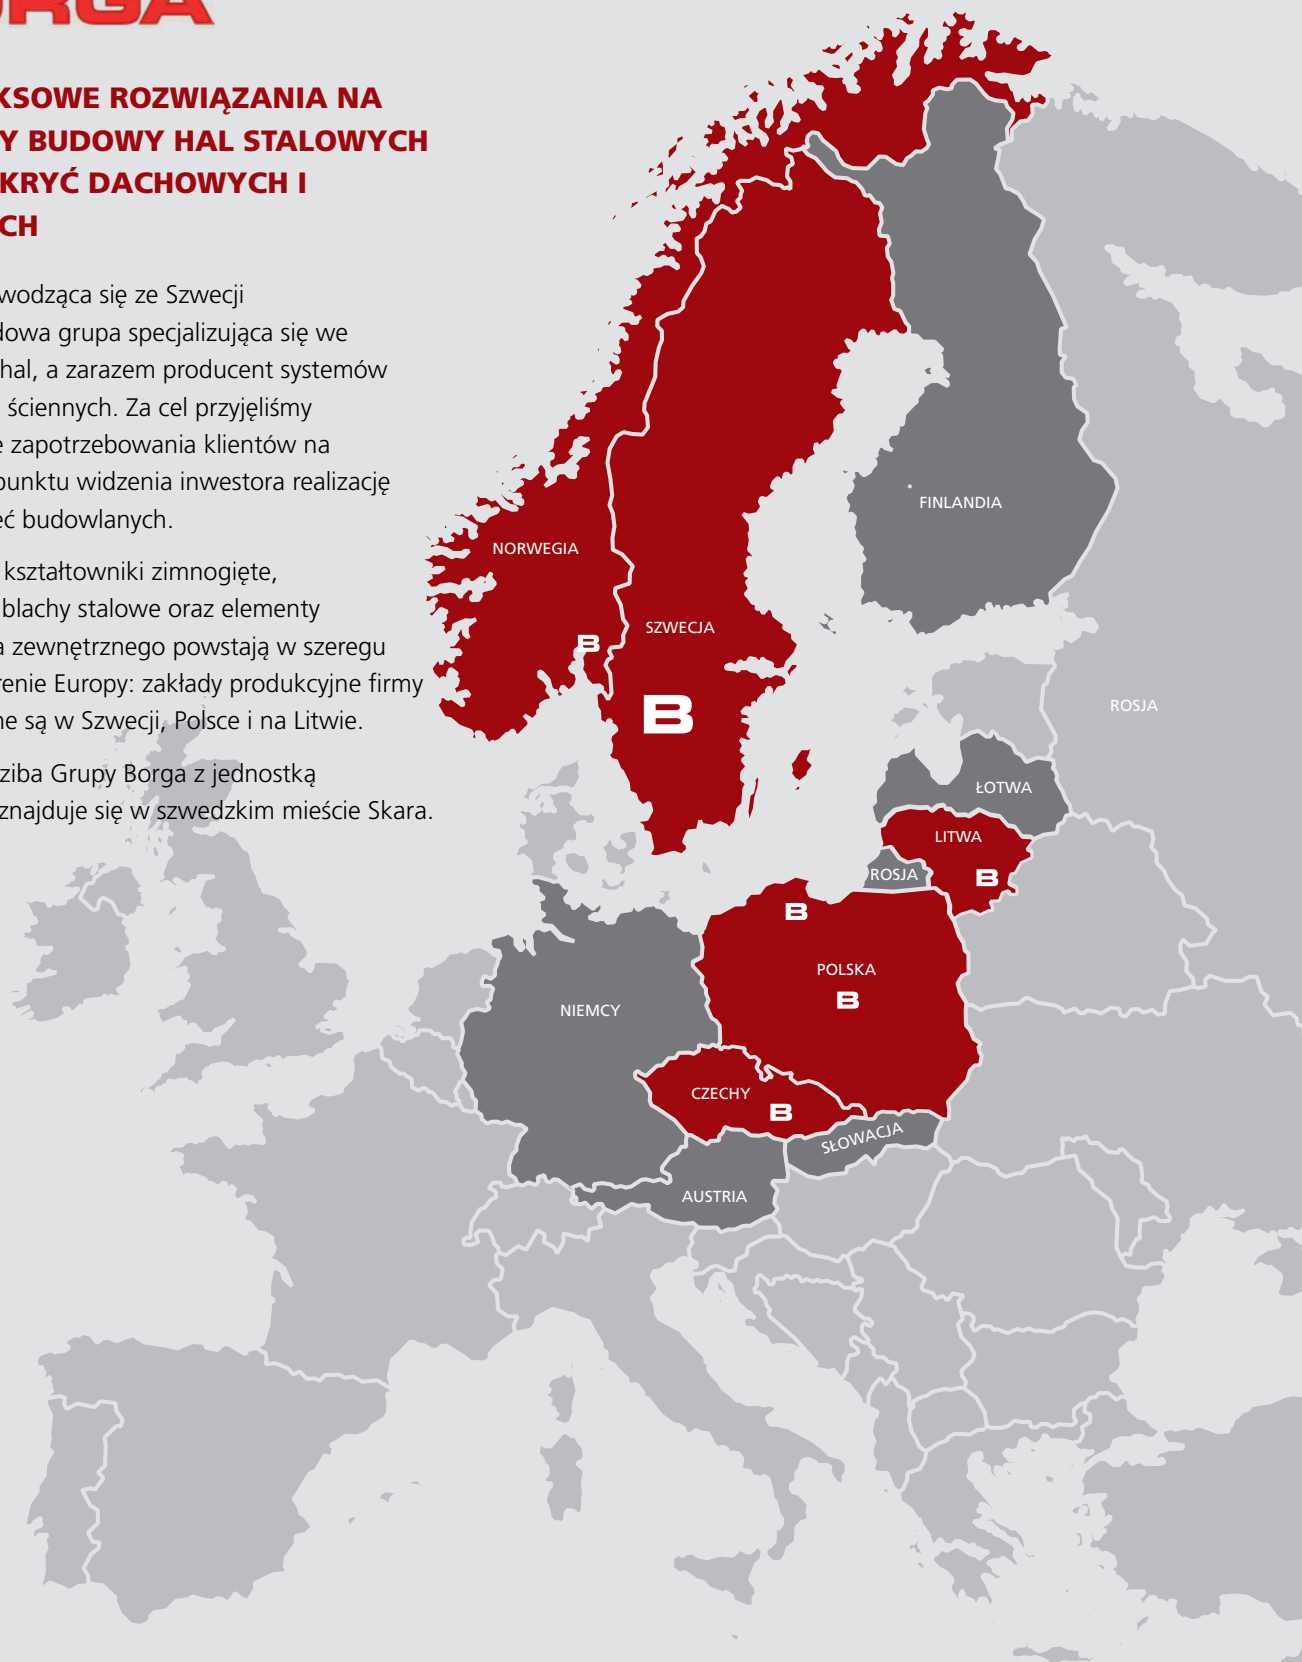 ORGA
KSOWE ROZWIĄZANIA NA
Y BUDOWY HAL STALOWYCH
KRYĆ DACHOWYCH I
CH
wodząca się ze Szwecji
dowa grupa specjalizująca się we
hal, a zarazem producent systemów
ściennych. Za cel przyjęliśmy
e zapotrzebowania klientów na
punktu widzenia inwestora realizację
eć budowlanych.
kształtowniki zimnogięte,
blachy stalowe oraz elementy
a zewnętrznego powstają w szeregu
renie Europy: zakłady produkcyjne firmy
ne są w Szwecji, Polsce i na Litwie.
ziba Grupy Borga z jednostką
znajduje się w szwedzkim mieście Skara.
FINLANDIA
NORWEGIA
SZWECJA
B
B
ROSJA
ŁOTWA
LITWA
ROSJA
B
B
POLSKA
B
NIEMCY
CZECHY
B
SŁOWACJA
AUSTRIA